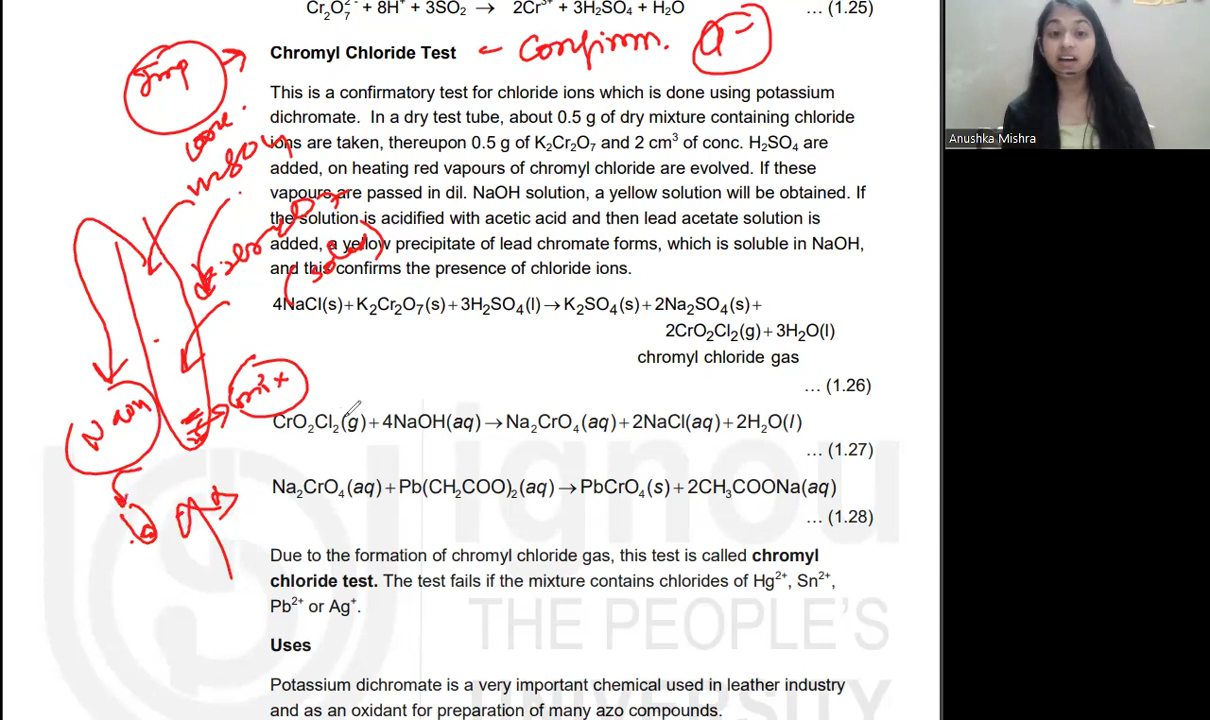 Cr₂O₇²⁻ + 8H⁺ + 3SO₂ → 2Cr³⁺ + 3H₂SO₄ + H₂O ... (1.25)
Chromyl Chloride Test ← Confirm. Cl⁻
Imp
Anushka Mishra
This is a confirmatory test for chloride ions which is done using potassium
dichromate. In a dry test tube, about 0.5 g of dry mixture containing chloride
ions are taken, thereupon 0.5 g of K₂Cr₂O₇ and 2 cm³ of conc. H₂SO₄ are
added, on heating red vapours of chromyl chloride are evolved. If these
vapours are passed in dil. NaOH solution, a yellow solution will be obtained. If
the solution is acidified with acetic acid and then lead acetate solution is
added, a yellow precipitate of lead chromate forms, which is soluble in NaOH,
and this confirms the presence of chloride ions.
conc.
H₂SO₄
K₂Cr₂O₇
(solid)
4NaCl(s)+K₂Cr₂O₇(s)+3H₂SO₄(l)→K₂SO₄(s)+2Na₂SO₄(s)+
2CrO₂Cl₂(g)+3H₂O(l)
chromyl chloride gas
... (1.26)
mix
NaOH
CrO₂Cl₂(g)+4NaOH(aq)→Na₂CrO₄(aq)+2NaCl(aq)+2H₂O(l)
... (1.27)
Na₂CrO₄(aq)+Pb(CH₂COO)₂(aq)→PbCrO₄(s)+2CH₃COONa(aq)
... (1.28)
Due to the formation of chromyl chloride gas, this test is called chromyl
chloride test. The test fails if the mixture contains chlorides of Hg²⁺, Sn²⁺,
Pb²⁺ or Ag⁺.
Uses
Potassium dichromate is a very important chemical used in leather industry
and as an oxidant for preparation of many azo compounds.
ignou
THE PEOPLE'S
UNIVERSITY